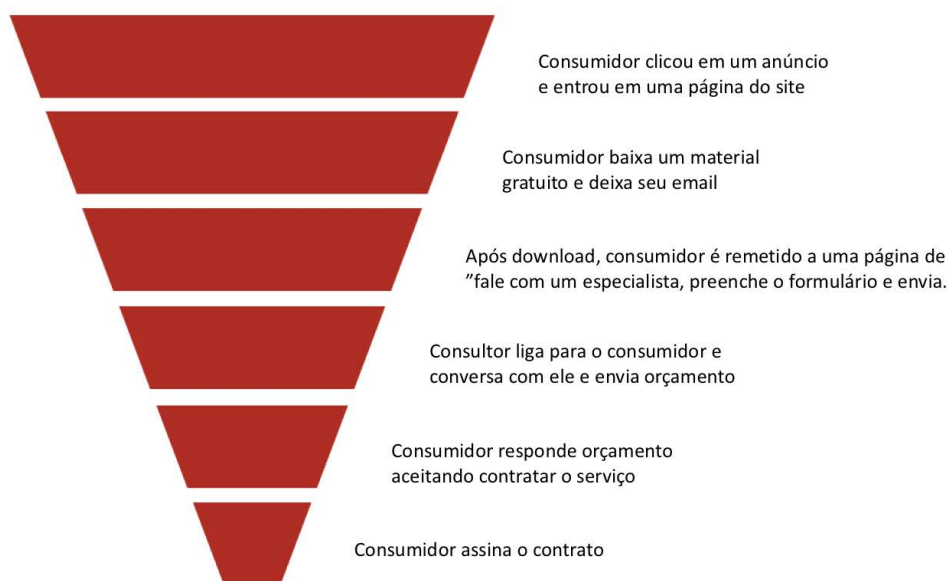 Consumidor clicou em um anúncio
e entrou em uma página do site
Consumidor baixa um material
gratuito e deixa seu email
Após download, consumidor é remetido a uma página de
”fale com um especialista, preenche o formulário e envia.
Consultor liga para o consumidor e
conversa com ele e envia orçamento
Consumidor responde orçamento
aceitando contratar o serviço
Consumidor assina o contrato